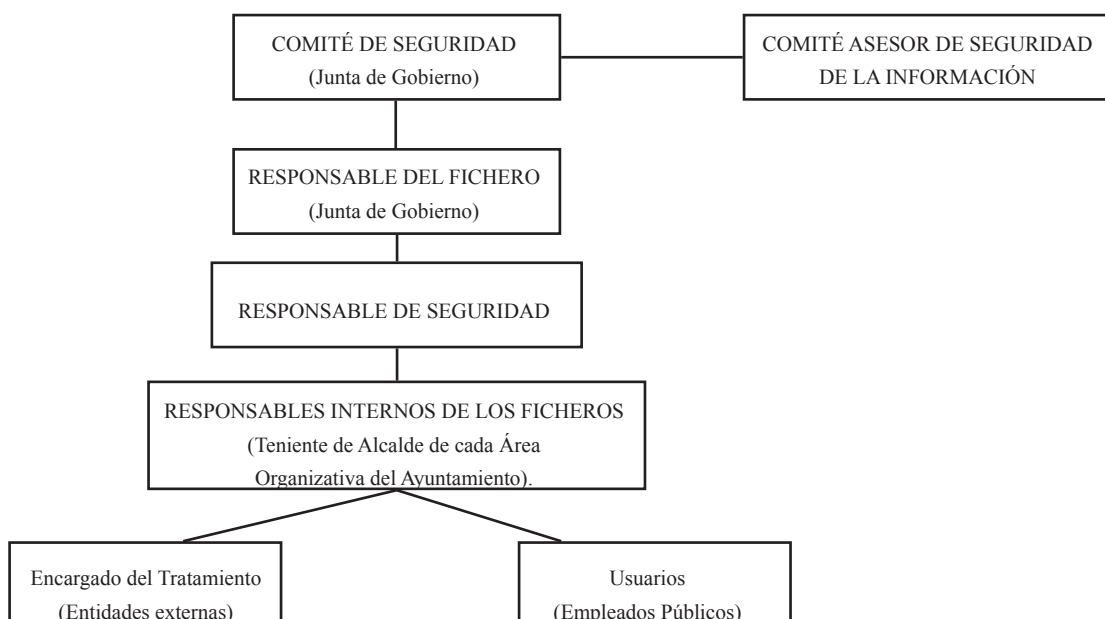 COMITÉ DE SEGURIDAD
(Junta de Gobierno)
COMITÉ ASESOR DE SEGURIDAD
DE LA INFORMACIÓN
RESPONSABLE DEL FICHERO
(Junta de Gobierno)
RESPONSABLE DE SEGURIDAD
RESPONSABLES INTERNOS DE LOS FICHEROS
(Teniente de Alcalde de cada Área
Organizativa del Ayuntamiento).
Encargado del Tratamiento
(Entidades externas)
Usuarios
(Empleados Públicos)